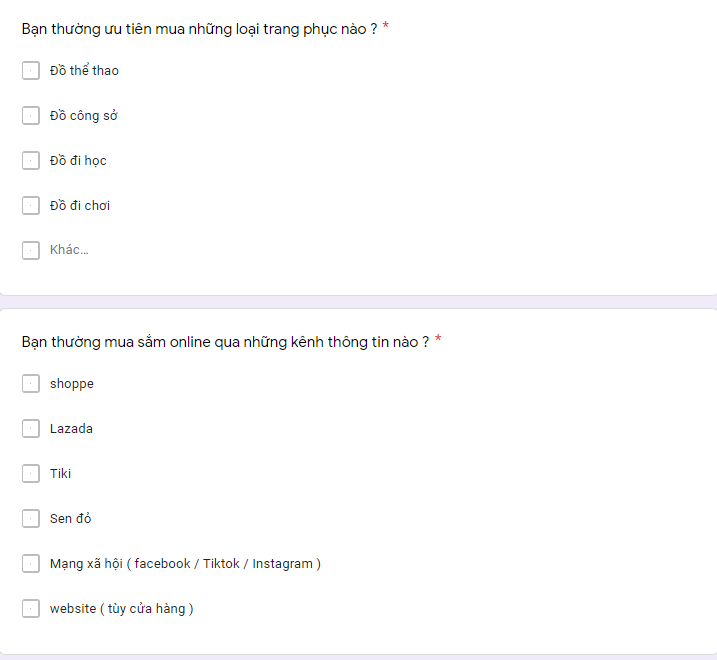 Bạn thường ưu tiên mua những loại trang phục nào ? *
Đồ thể thao
Đồ công sở
Đồ đi học
Đồ đi chơi
Khác...
Bạn thường mua sắm online qua những kênh thông tin nào ? *
shoppe
Lazada
Tiki
Sen đỏ
Mạng xã hội ( facebook / Tiktok / Instagram )
website ( tùy cửa hàng )